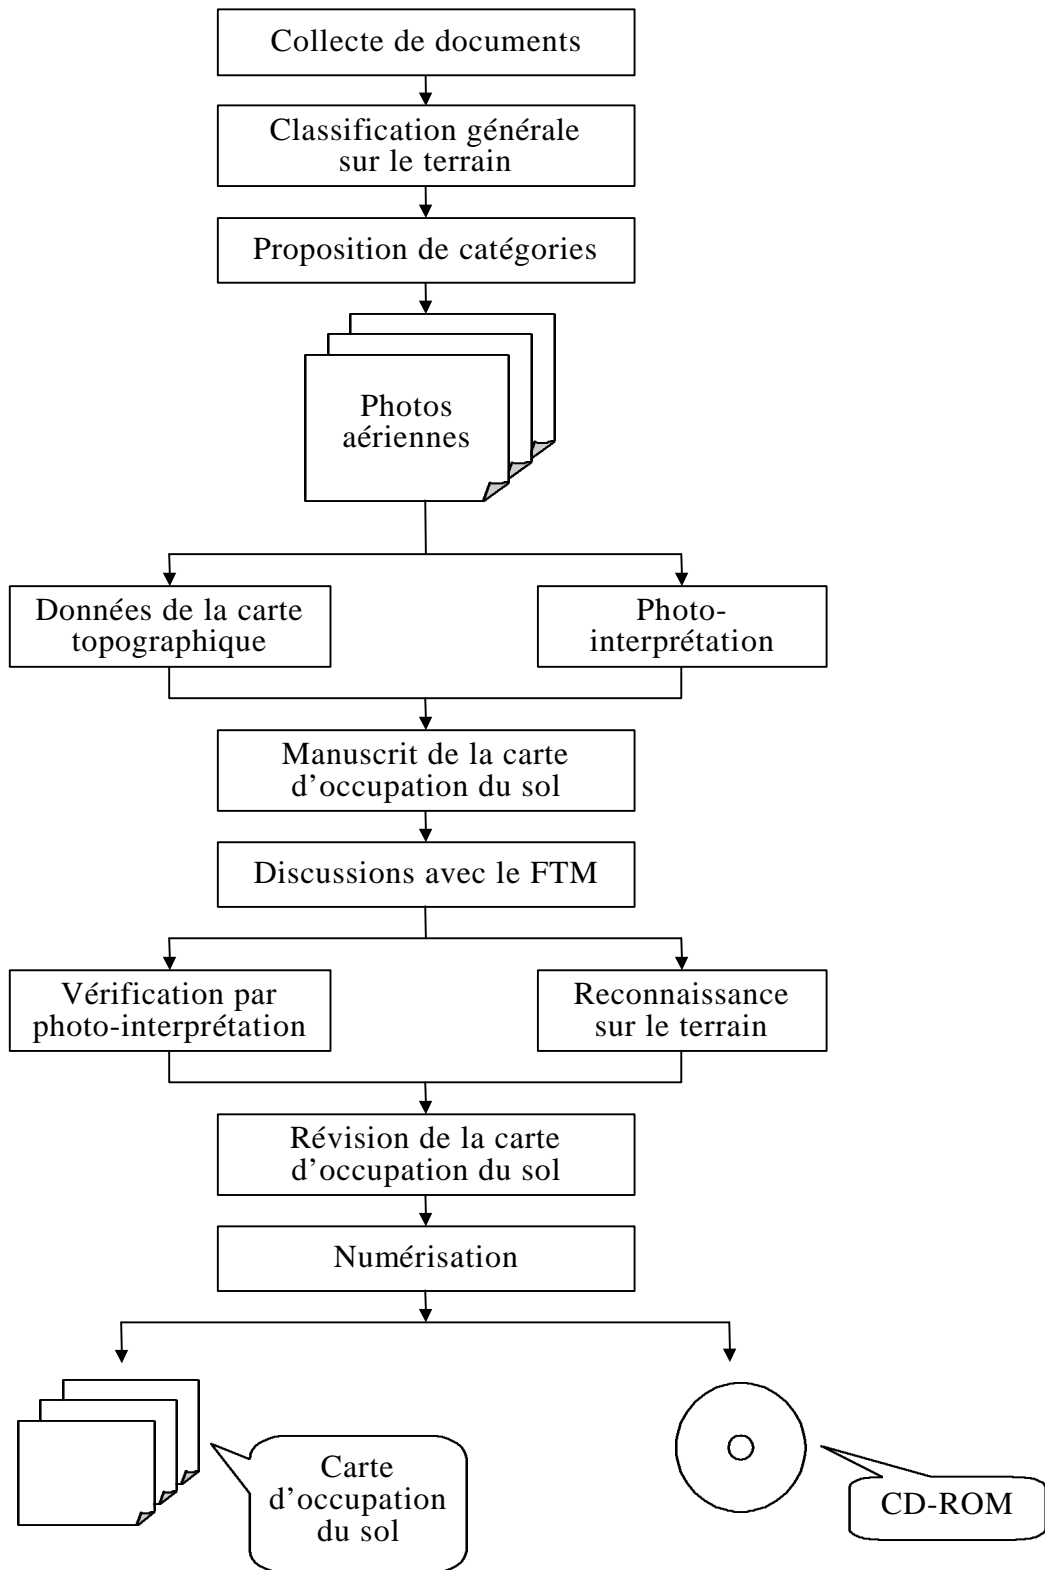 Collecte de documents
Classification générale
sur le terrain
Proposition de catégories
Photos
aériennes
Données de la carte
topographique
Photo-
interprétation
Manuscrit de la carte
d’occupation du sol
Discussions avec le FTM
Vérification par
photo-interprétation
Reconnaissance
sur le terrain
Révision de la carte
d’occupation du sol
Numérisation
Carte
d’occupation
du sol
CD-ROM